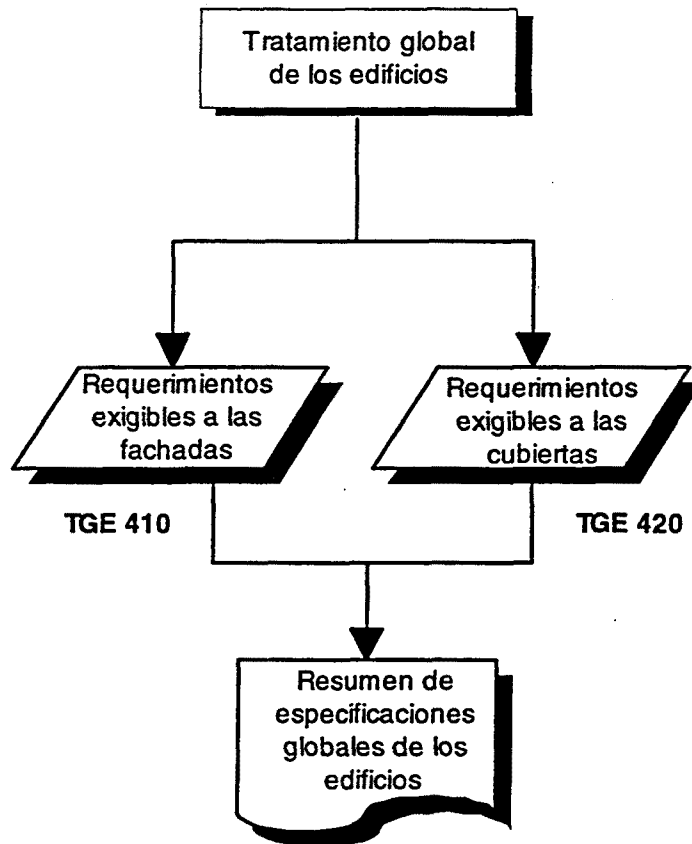 Tratamiento global
de los edificios
Requerimientos
exigibles a las
fachadas
Requerimientos
exigibles a las
cubiertas
TGE 410
TGE 420
Resumen de
especificaciones
globales de los
edificios